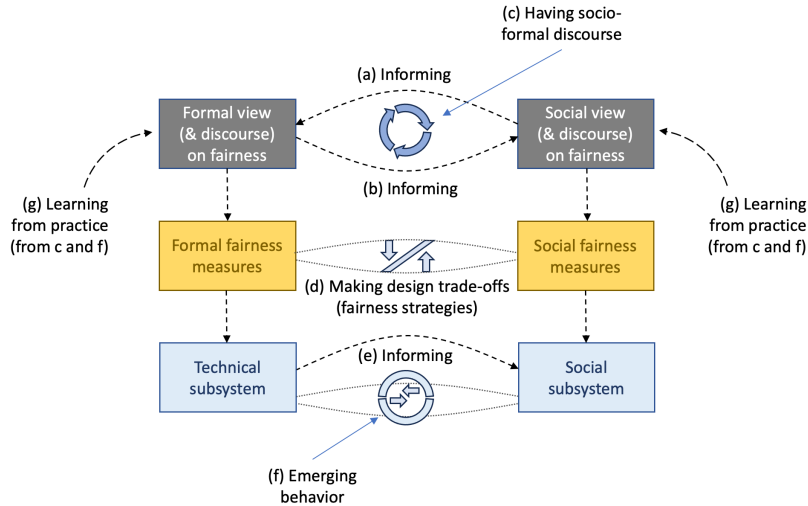 (c) Having socio-
formal discourse
(a) Informing
Formal view
(& discourse)
on fairness
Social view
(& discourse)
on fairness
(b) Informing
(g) Learning
from practice
(from c and f)
(g) Learning
from practice
(from c and f)
Formal fairness
measures
Social fairness
measures
(d) Making design trade-offs
(fairness strategies)
(e) Informing
Technical
subsystem
Social
subsystem
(f) Emerging
behavior